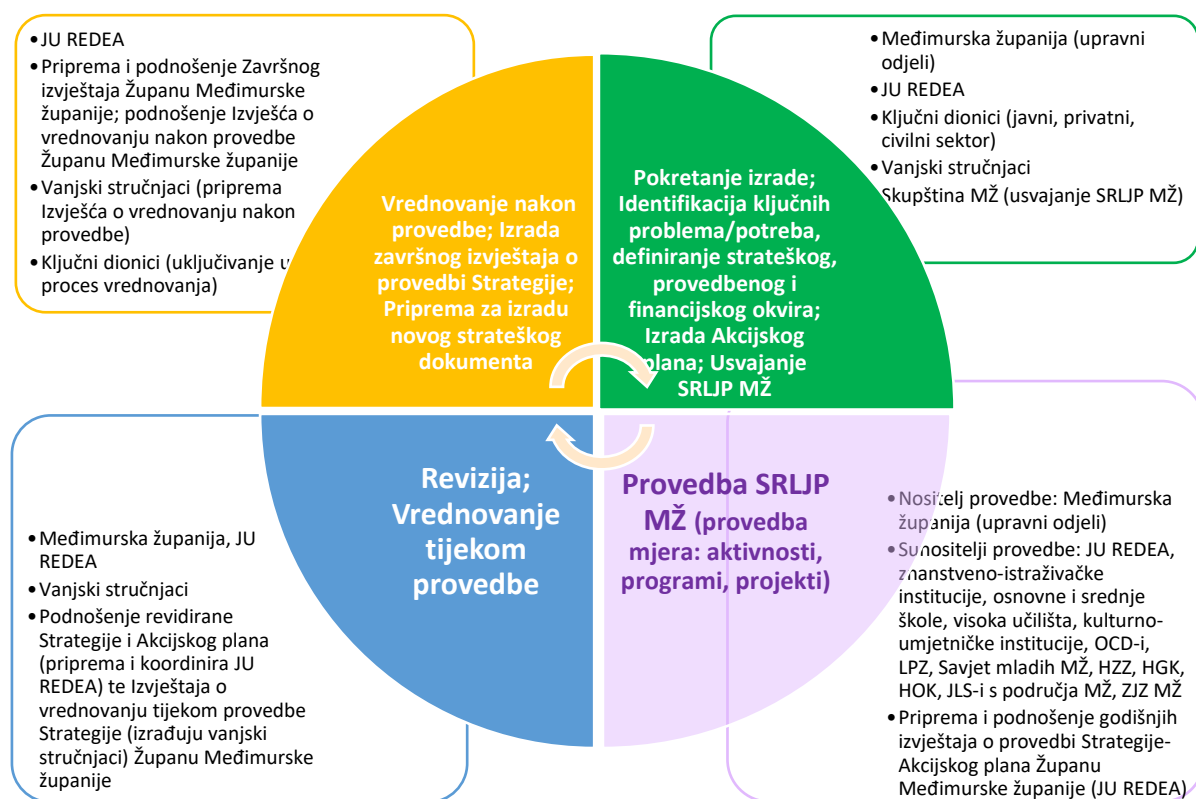 •JU REDEA
•Priprema i podnošenje Završnog
izvještaja Županu Međimurske
županije; podnošenje Izvješća o
vrednovanju nakon provedbe
Županu Međimurske županije
•Vanjski stručnjaci (priprema
Izvješća o vrednovanju nakon
provedbe)
•Ključni dionici (uključivanje u
proces vrednovanja)
Vrednovanje nakon
provedbe; Izrada
završnog izvještaja o
provedbi Strategije;
Priprema za izradu
novog strateškog
dokumenta
Pokretanje izrade;
Identifikacija ključnih
problema/potreba,
definiranje strateškog,
provedbenog i
financijskog okvira;
Izrada Akcijskog
plana; Usvajanje
SRLJP MŽ
•Međimurska županija (upravni
odjeli)
•JU REDEA
•Ključni dionici (javni, privatni,
civilni sektor)
•Vanjski stručnjaci
Skupština MŽ (usvajanje SRLJP MŽ)
•Međimurska županija, JU
REDEA
•Vanjski stručnjaci
•Podnošenje revidirane
Strategije i Akcijskog plana
(priprema i koordinira JU
REDEA) te Izvještaja o
vrednovanju tijekom provedbe
Strategije (izrađuju vanjski
stručnjaci) Županu Međimurske
županije
Revizija;
Vrednovanje
tijekom
provedbe
Provedba SRLJP
MŽ (provedba
mjera: aktivnosti,
programi, projekti)
•Nositelj provedbe: Međimurska
županija (upravni odjeli)
•Sunositelji provedbe: JU REDEA,
znanstveno-istraživačke
institucije, osnovne i srednje
škole, visoka učilišta, kulturno-
umjetničke institucije, OCD-i,
LPZ, Savjet mladih MŽ, HZZ, HGK,
HOK, JLS-i s područja MŽ, ZJZ MŽ
•Priprema i podnošenje godišnjih
izvještaja o provedbi Strategije-
Akcijskog plana Županu
Međimurske županije (JU REDEA)